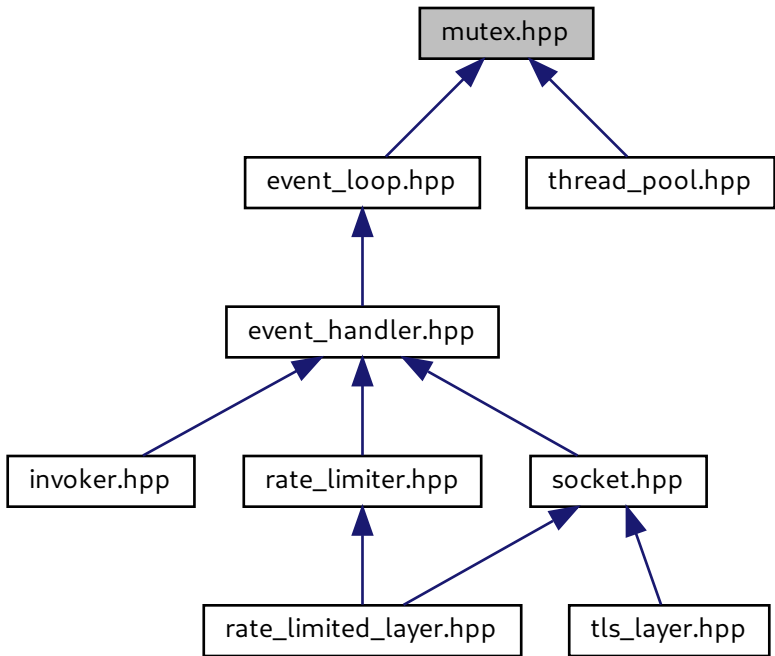 mutex.hpp
event_loop.hpp
thread_pool.hpp
event_handler.hpp
invoker.hpp
rate_limiter.hpp
socket.hpp
rate_limited_layer.hpp
tls_layer.hpp